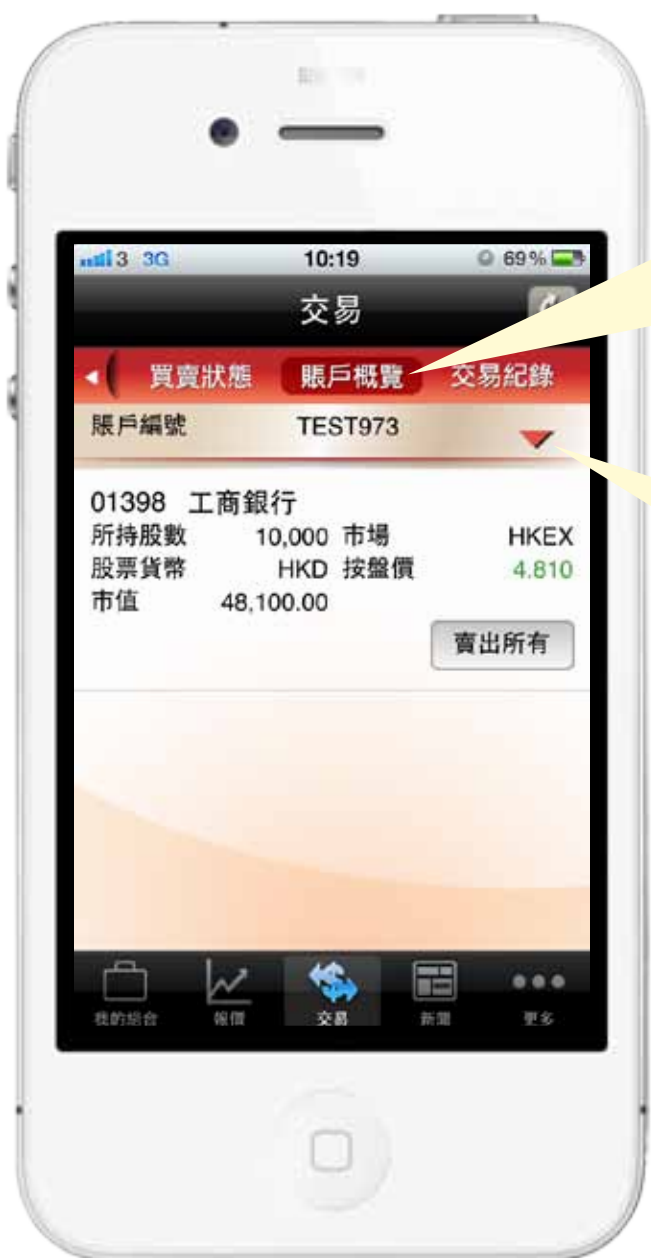 3 3G 10:19 69%
交易
買賣狀態 賬戶概覽 交易紀錄
賬戶編號 TEST973
01398 工商銀行
所持股數 10,000 市場 HKEX
股票貨幣 HKD 按盤價 4.810
市值 48,100.00
賣出所有
我的組合 報價 交易 新聞 更多